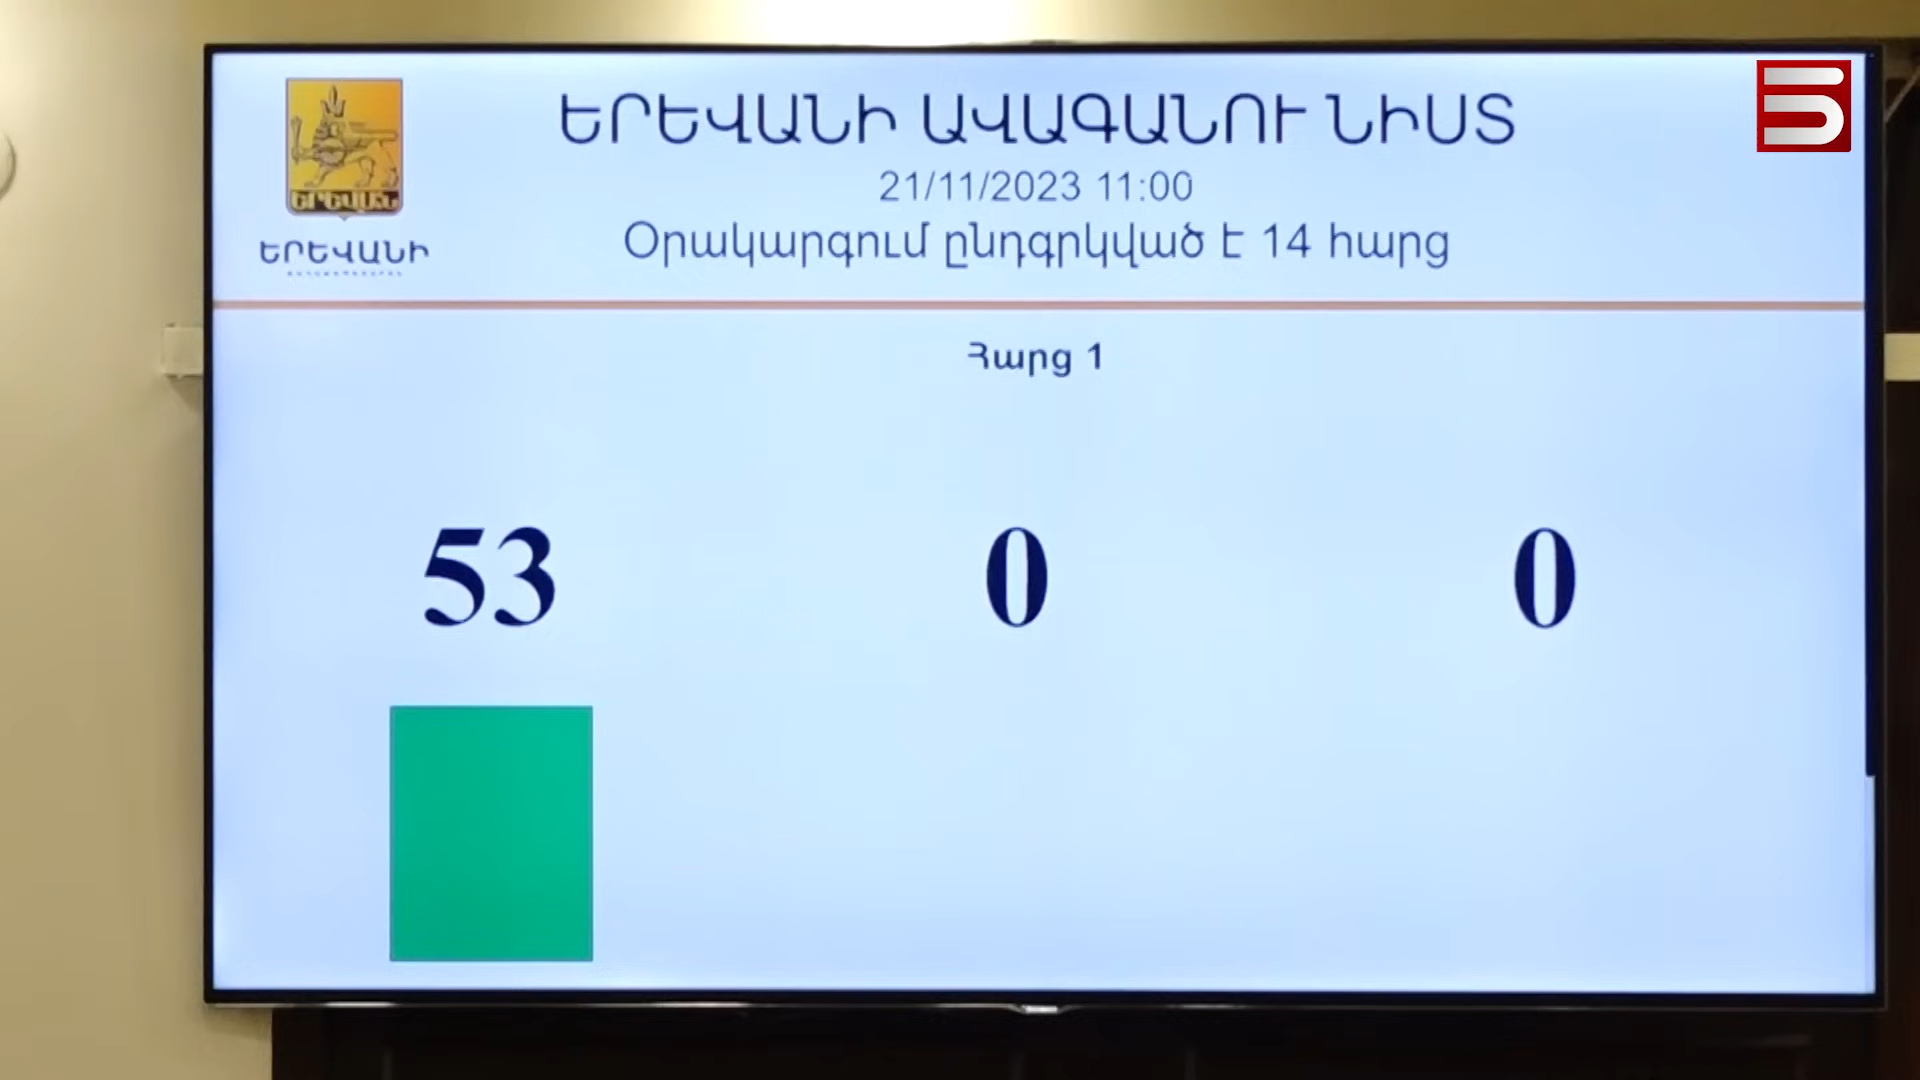 ԵՐԵՎԱՆԻ ԱՎԱԳԱՆՈՒ ՆԻՍՏ
21/11/2023 11:00
Օրակարգում ընդգրկված է 14 հարց
ԵՐԵՎԱՆ
ԵՐԵՎԱՆԻ
Հարց 1
53 0 0
5